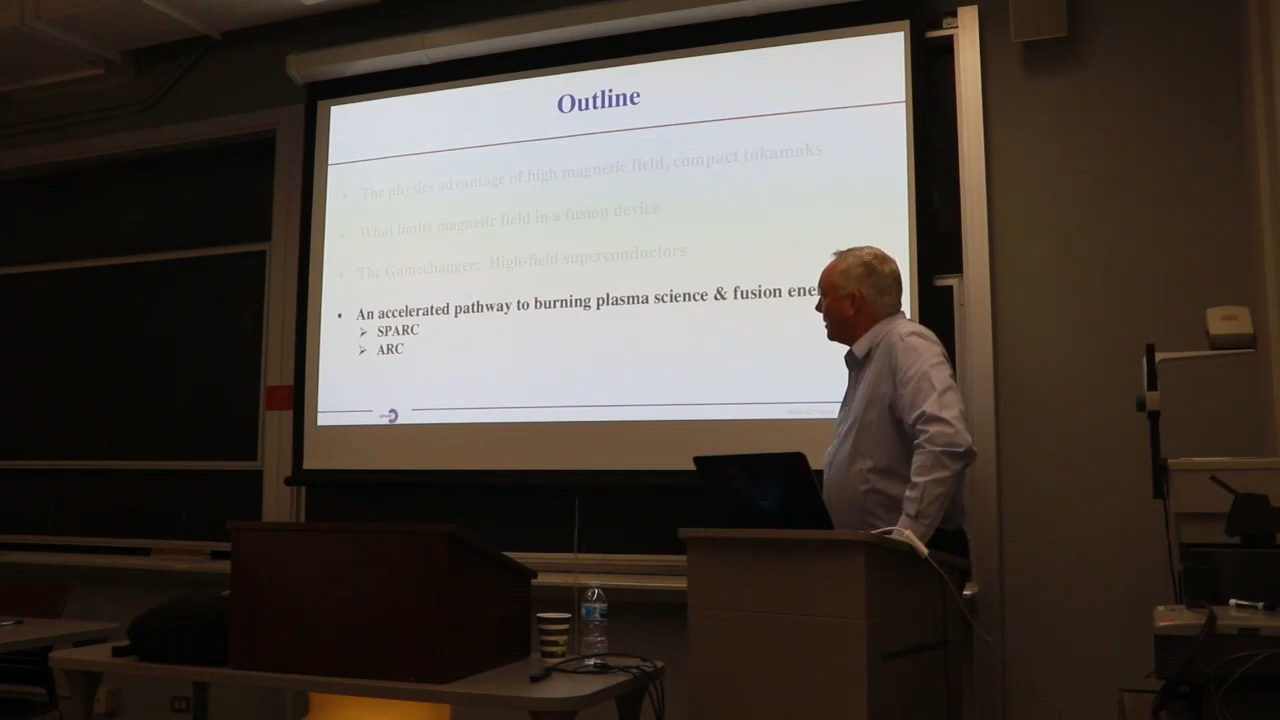 Outline
• The physics advantage of high magnetic field, compact tokamaks
• What limits magnetic field in a fusion device
• The Gamechanger: High-field superconductors
• An accelerated pathway to burning plasma science & fusion ene
➢ SPARC
➢ ARC